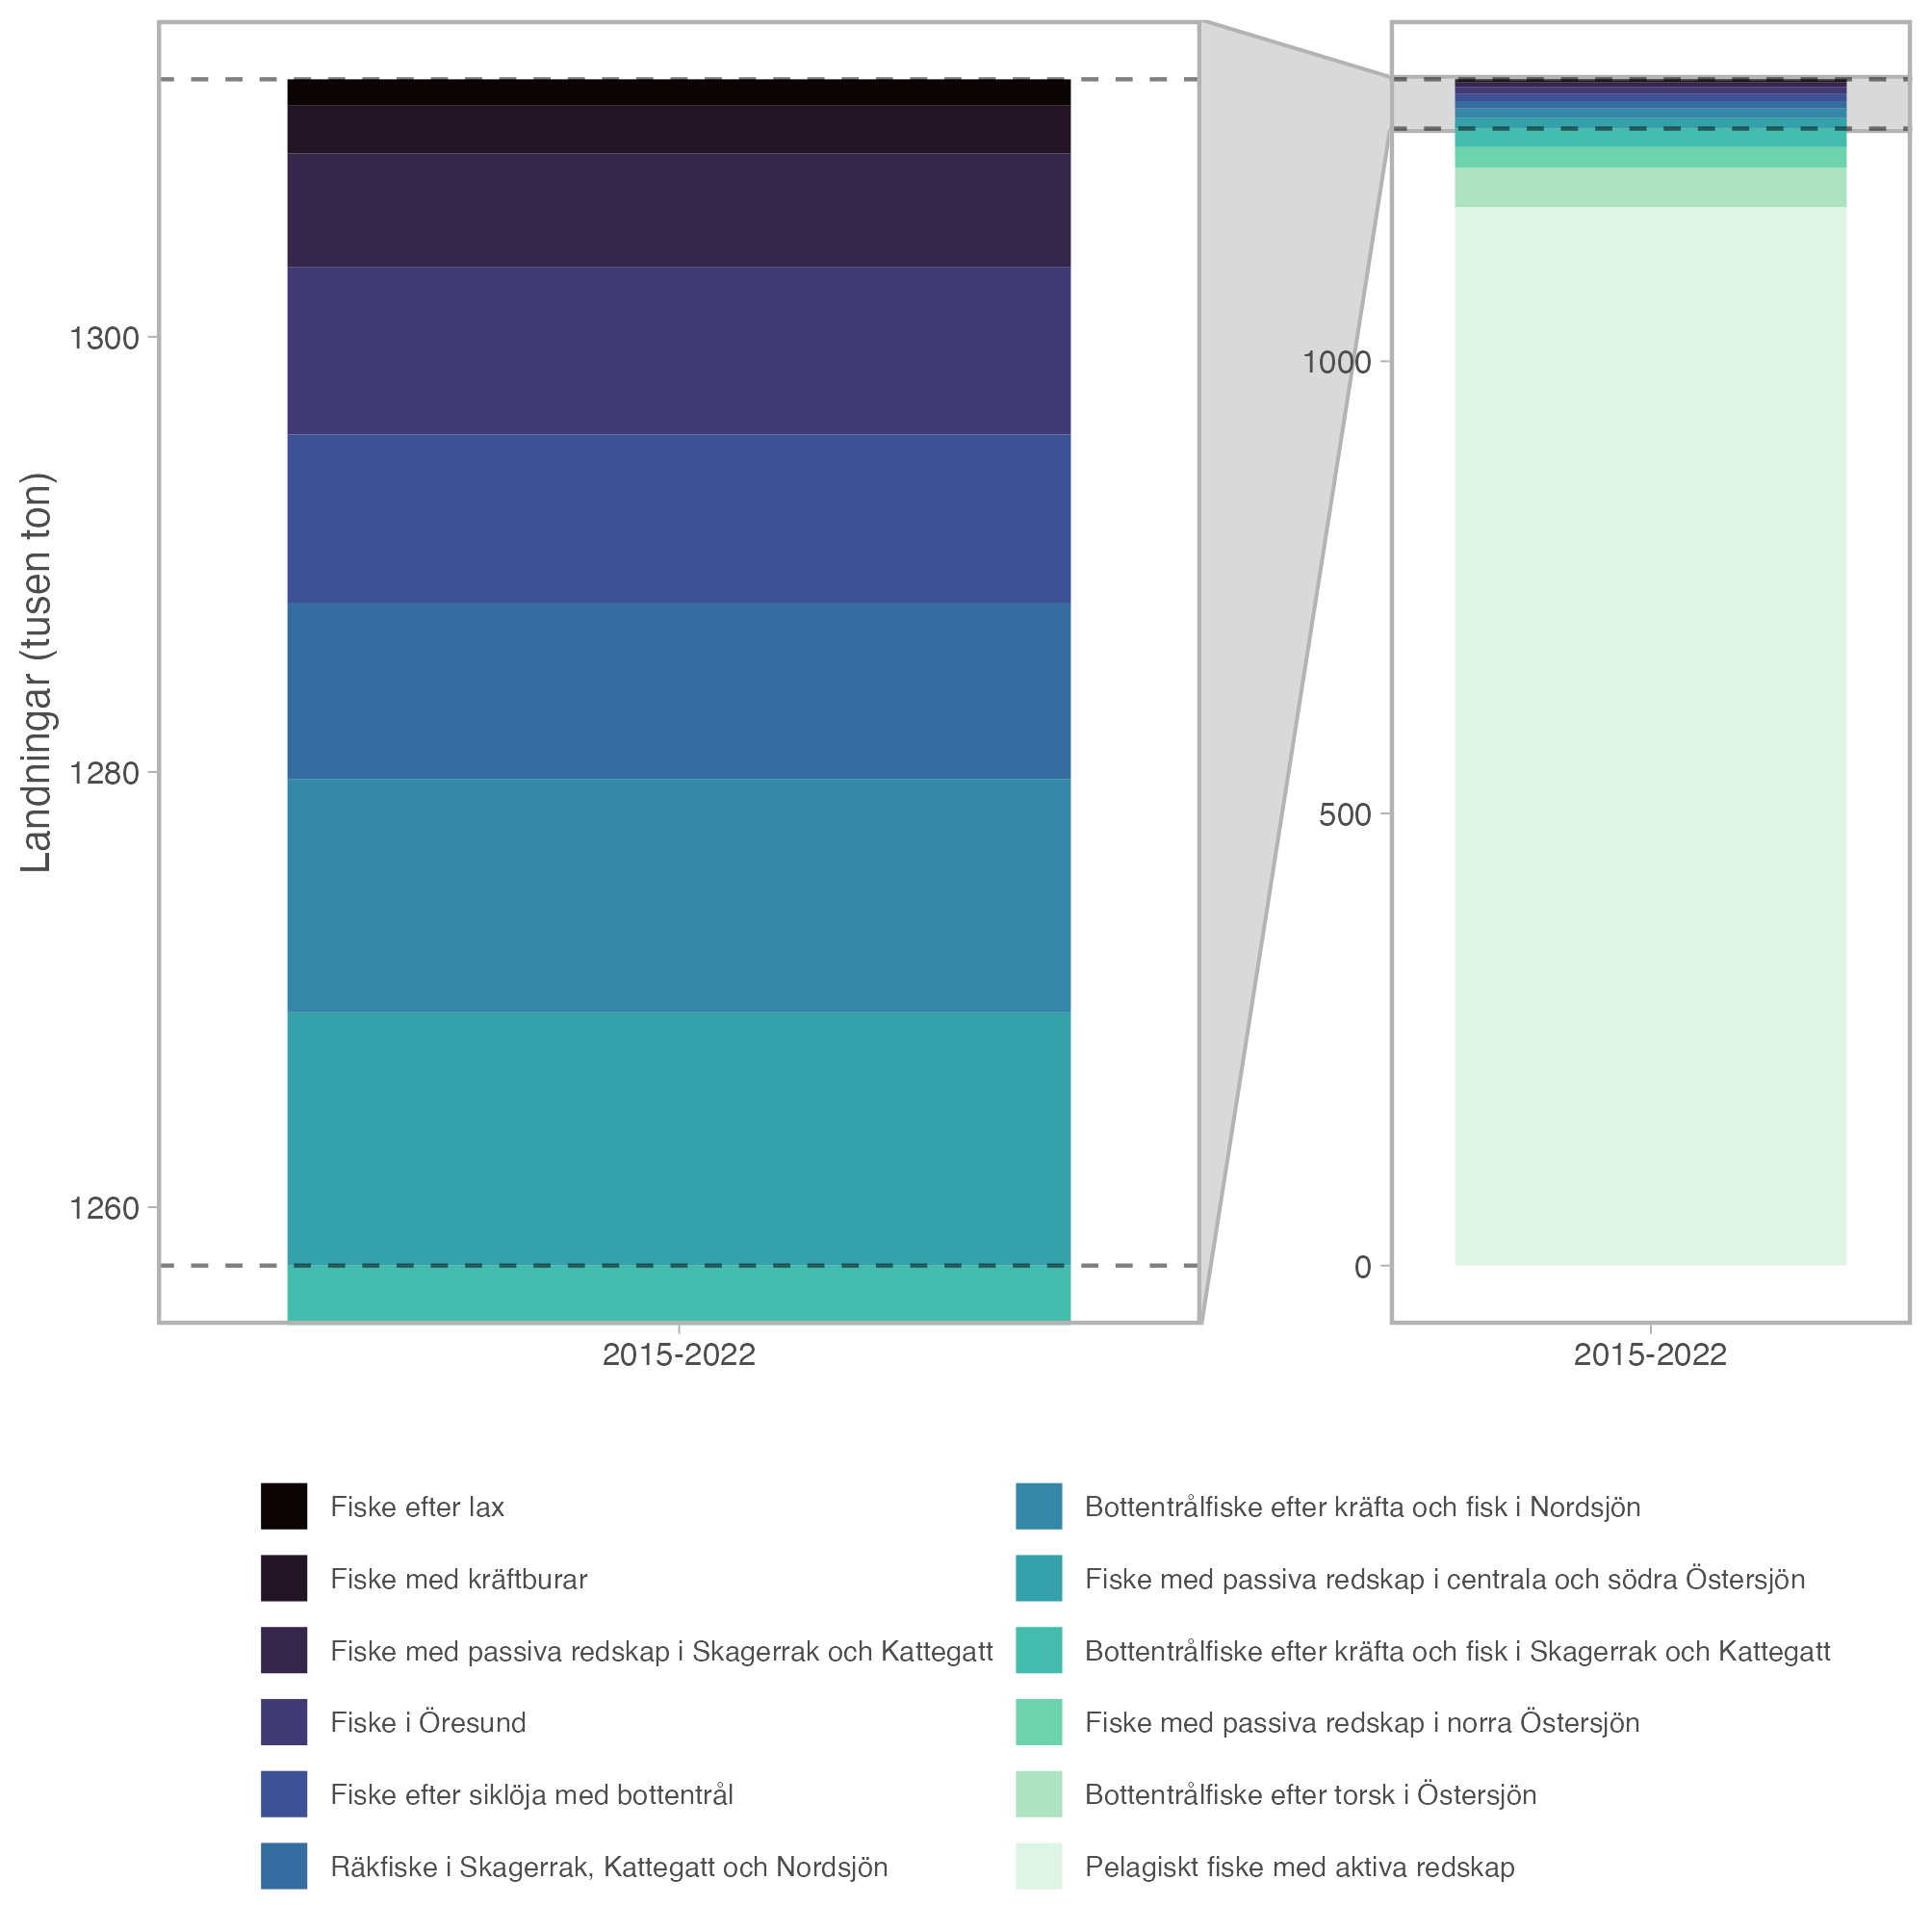 Landningar (tusen ton)
1300
1280
1260
2015-2022
1000
500
0
2015-2022
Fiske efter lax
Fiske med kräftburar
Fiske med passiva redskap i Skagerrak och Kattegatt
Fiske i Öresund
Fiske efter siklöja med bottentrål
Räkfiske i Skagerrak, Kattegatt och Nordsjön
Bottentrålfiske efter kräfta och fisk i Nordsjön
Fiske med passiva redskap i centrala och södra Östersjön
Bottentrålfiske efter kräfta och fisk i Skagerrak och Kattegatt
Fiske med passiva redskap i norra Östersjön
Bottentrålfiske efter torsk i Östersjön
Pelagiskt fiske med aktiva redskap